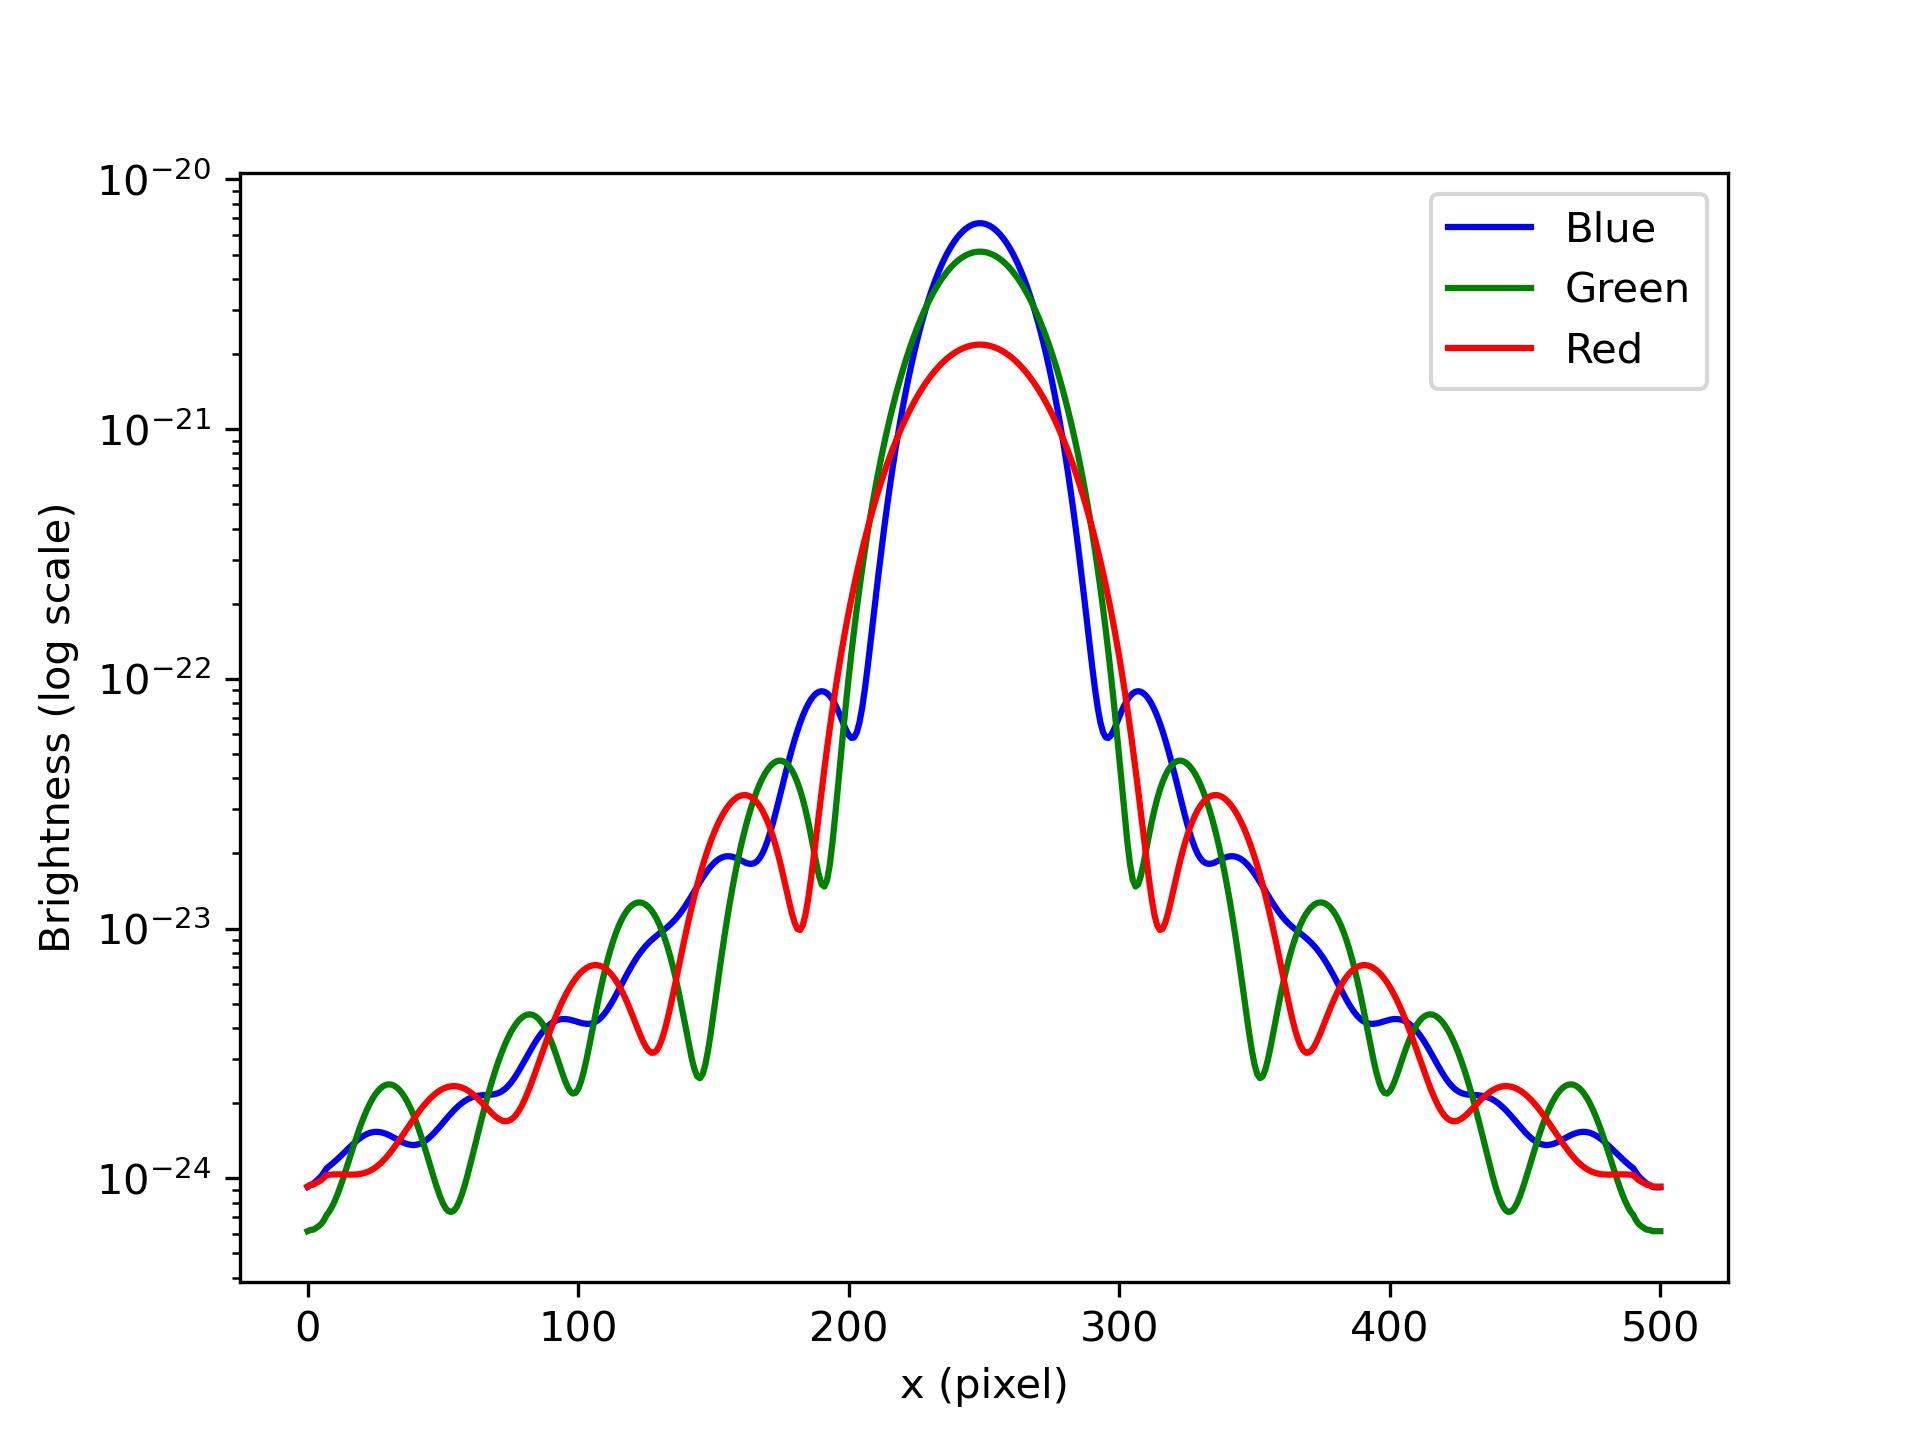 10⁻²⁰
10⁻²¹
10⁻²²
10⁻²³
10⁻²⁴
Brightness (log scale)
Blue
Green
Red
0 100 200 300 400 500
x (pixel)